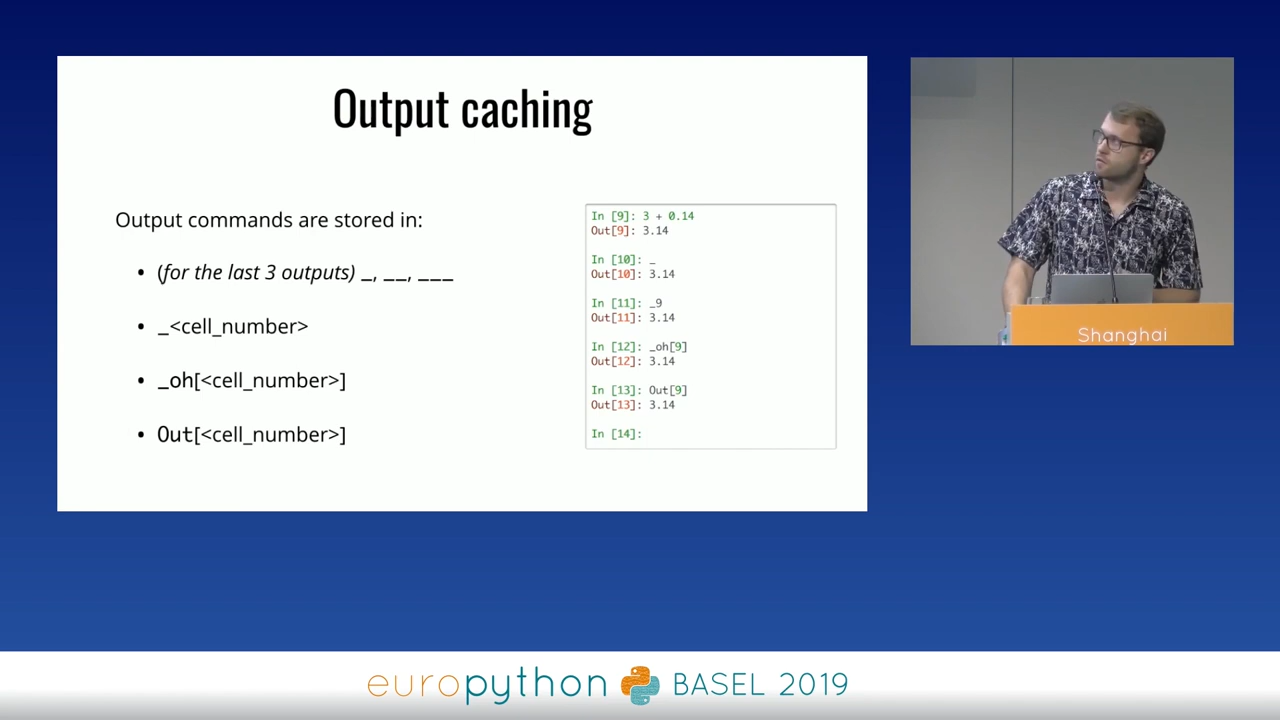 Output caching
Output commands are stored in:
• (for the last 3 outputs) _, __, ___
• _<cell_number>
• _oh[<cell_number>]
• Out[<cell_number>]
In [9]: 3 + 0.14
Out[9]: 3.14
In [10]: _
Out[10]: 3.14
In [11]: _9
Out[11]: 3.14
In [12]: _oh[9]
Out[12]: 3.14
In [13]: Out[9]
Out[13]: 3.14
In [14]:
Shanghai
europython BASEL 2019